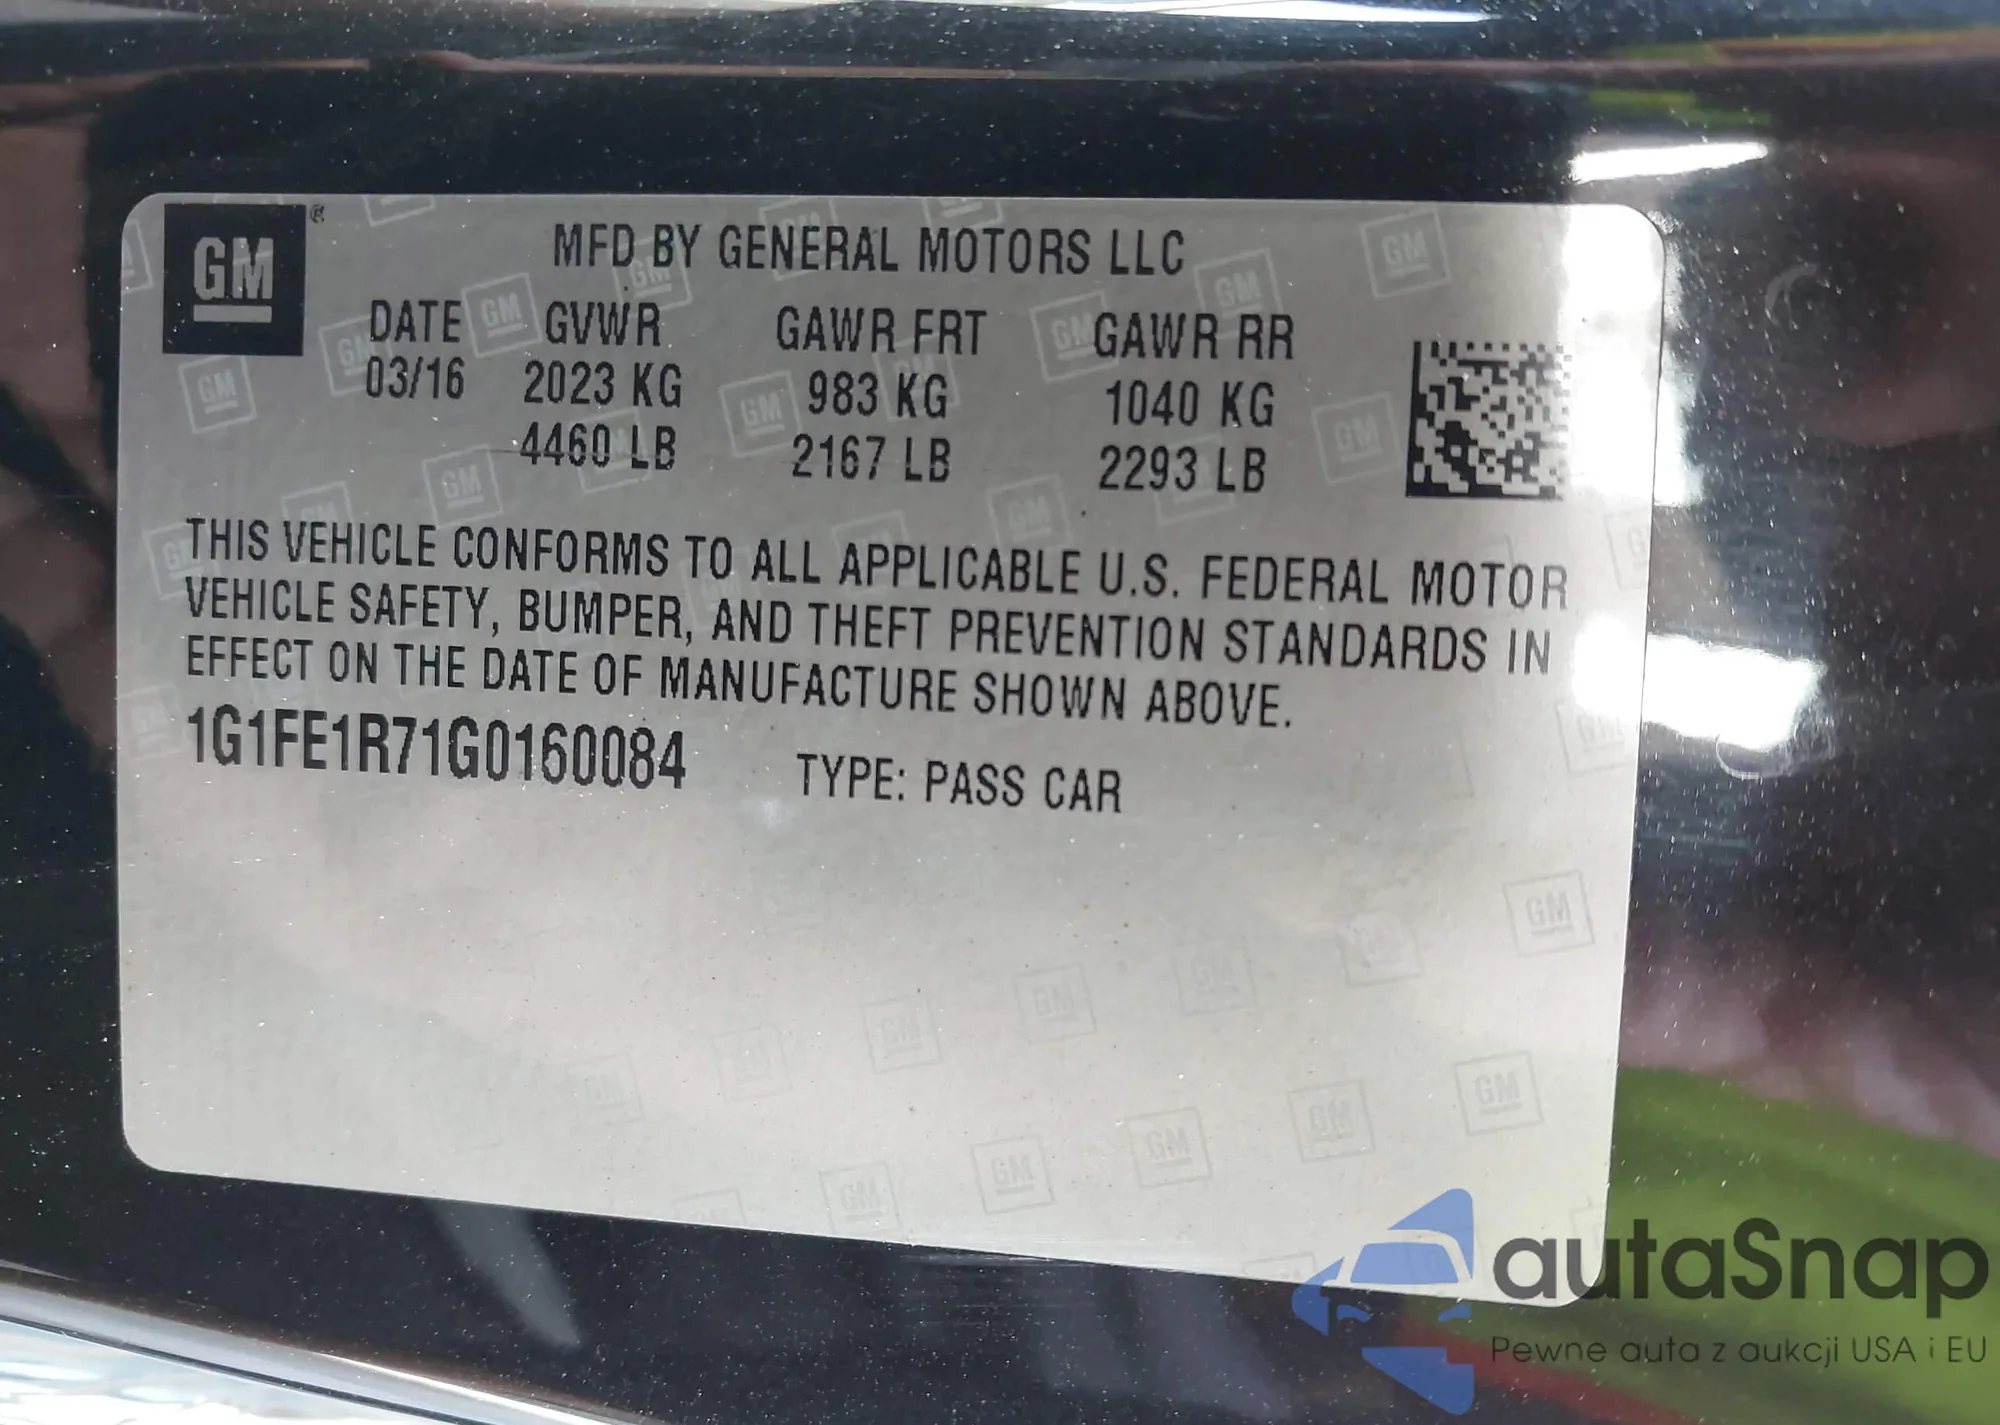 GM
MFD BY GENERAL MOTORS LLC
DATE GVWR GAWR FRT GAWR RR
03/16 2023 KG 983 KG 1040 KG
4460 LB 2167 LB 2293 LB
THIS VEHICLE CONFORMS TO ALL APPLICABLE U.S. FEDERAL MOTOR
VEHICLE SAFETY, BUMPER, AND THEFT PREVENTION STANDARDS IN
EFFECT ON THE DATE OF MANUFACTURE SHOWN ABOVE.
1G1FE1R71G0160084 TYPE: PASS CAR
autaSnap
Pewne auta z aukcji USA i EU